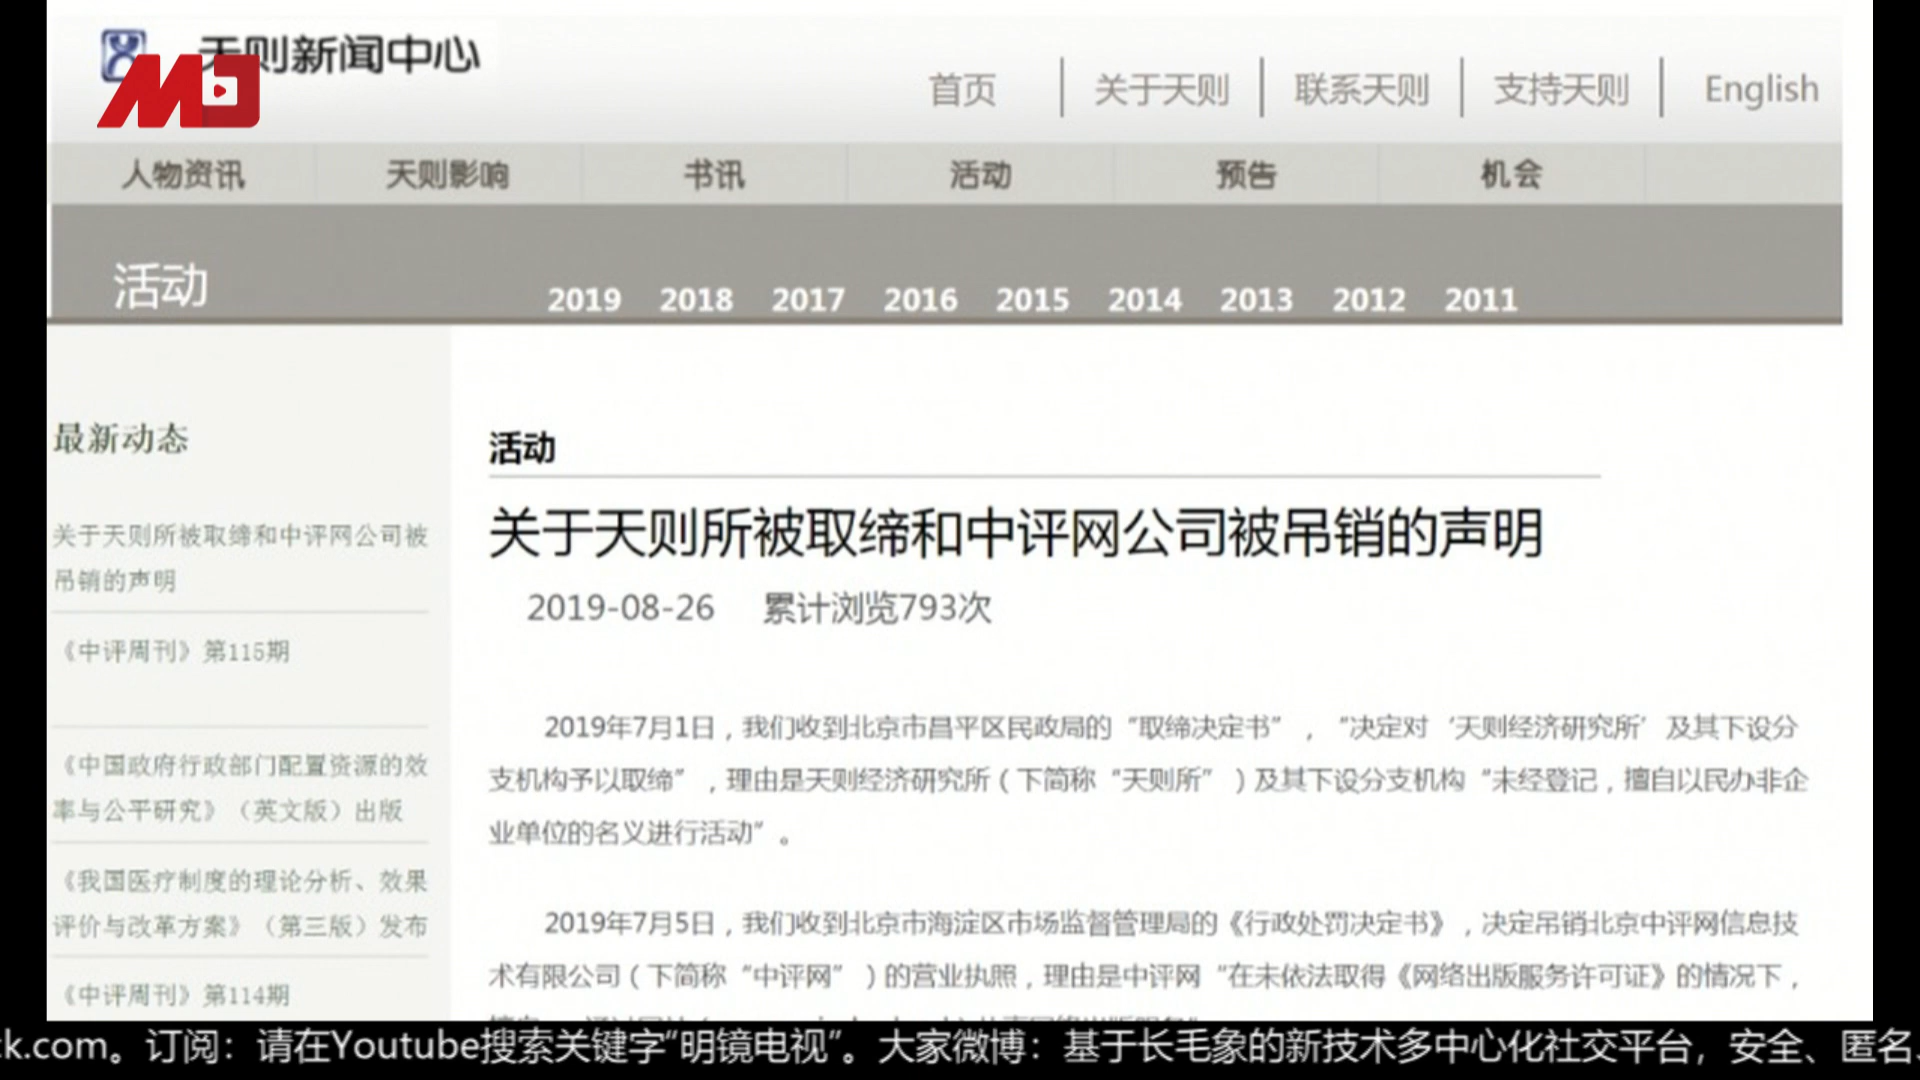 天则新闻中心
首页 关于天则 联系天则 支持天则 English
人物资讯 天则影响 书讯 活动 预告 机会
活动 2019 2018 2017 2016 2015 2014 2013 2012 2011
最新动态
关于天则所被取缔和中评网公司被
吊销的声明
《中评周刊》第115期
《中国政府行政部门配置资源的效
率与公平研究》（英文版）出版
《我国医疗制度的理论分析、效果
评价与改革方案》（第三版）发布
《中评周刊》第114期
活动
关于天则所被取缔和中评网公司被吊销的声明
2019-08-26 累计浏览793次
2019年7月1日，我们收到北京市昌平区民政局的“取缔决定书”，“决定对‘天则经济研究所’及其下设分
支机构予以取缔”，理由是天则经济研究所（下简称“天则所”）及其下设分支机构“未经登记，擅自以民办非企
业单位的名义进行活动”。
2019年7月5日，我们收到北京市海淀区市场监督管理局的《行政处罚决定书》，决定吊销北京中评网信息技
术有限公司（下简称“中评网”）的营业执照，理由是中评网“在未依法取得《网络出版服务许可证》的情况下，
ck.com。订阅：请在Youtube搜索关键字“明镜电视”。大家微博：基于长毛象的新技术多中心化社交平台，安全、匿名、